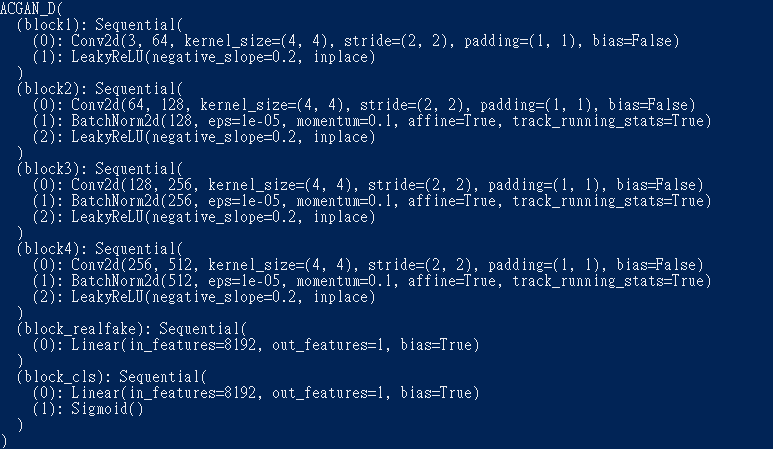 ACGAN_D(
  (block1): Sequential(
    (0): Conv2d(3, 64, kernel_size=(4, 4), stride=(2, 2), padding=(1, 1), bias=False)
    (1): LeakyReLU(negative_slope=0.2, inplace)
  )
  (block2): Sequential(
    (0): Conv2d(64, 128, kernel_size=(4, 4), stride=(2, 2), padding=(1, 1), bias=False)
    (1): BatchNorm2d(128, eps=1e-05, momentum=0.1, affine=True, track_running_stats=True)
    (2): LeakyReLU(negative_slope=0.2, inplace)
  )
  (block3): Sequential(
    (0): Conv2d(128, 256, kernel_size=(4, 4), stride=(2, 2), padding=(1, 1), bias=False)
    (1): BatchNorm2d(256, eps=1e-05, momentum=0.1, affine=True, track_running_stats=True)
    (2): LeakyReLU(negative_slope=0.2, inplace)
  )
  (block4): Sequential(
    (0): Conv2d(256, 512, kernel_size=(4, 4), stride=(2, 2), padding=(1, 1), bias=False)
    (1): BatchNorm2d(512, eps=1e-05, momentum=0.1, affine=True, track_running_stats=True)
    (2): LeakyReLU(negative_slope=0.2, inplace)
  )
  (block_realfake): Sequential(
    (0): Linear(in_features=8192, out_features=1, bias=True)
  )
  (block_cls): Sequential(
    (0): Linear(in_features=8192, out_features=1, bias=True)
    (1): Sigmoid()
  )
)